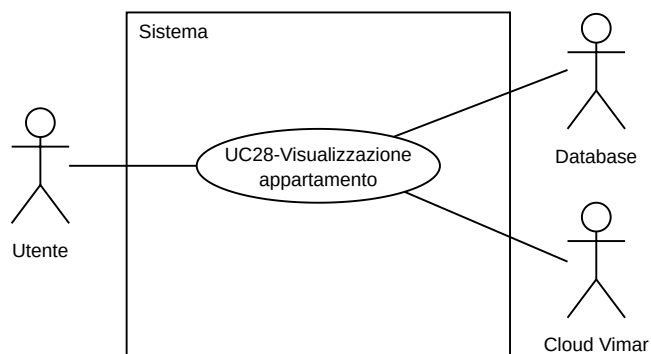 Sistema
UC28-Visualizzazione
appartamento
Utente
Database
Cloud Vimar